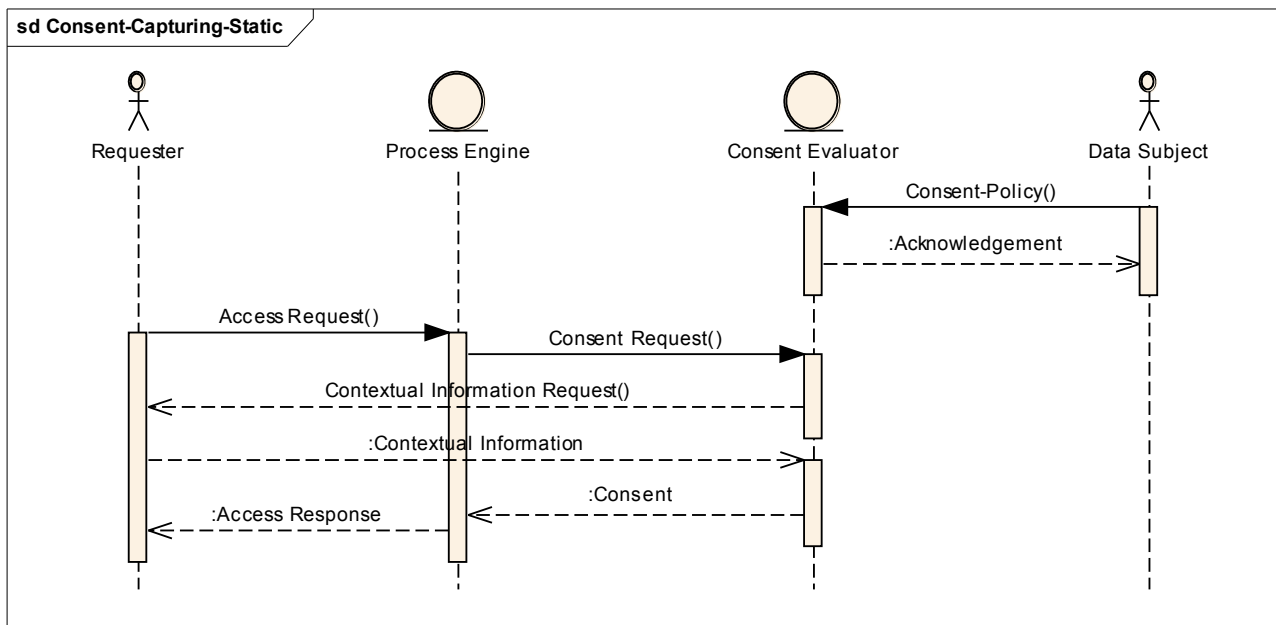 sd Consent-Capturing-Static
Requester
Process Engine
Consent Evaluator
Data Subject
Consent-Policy()
:Acknowledgement
Access Request()
Consent Request()
Contextual Information Request()
:Contextual Information
:Consent
:Access Response